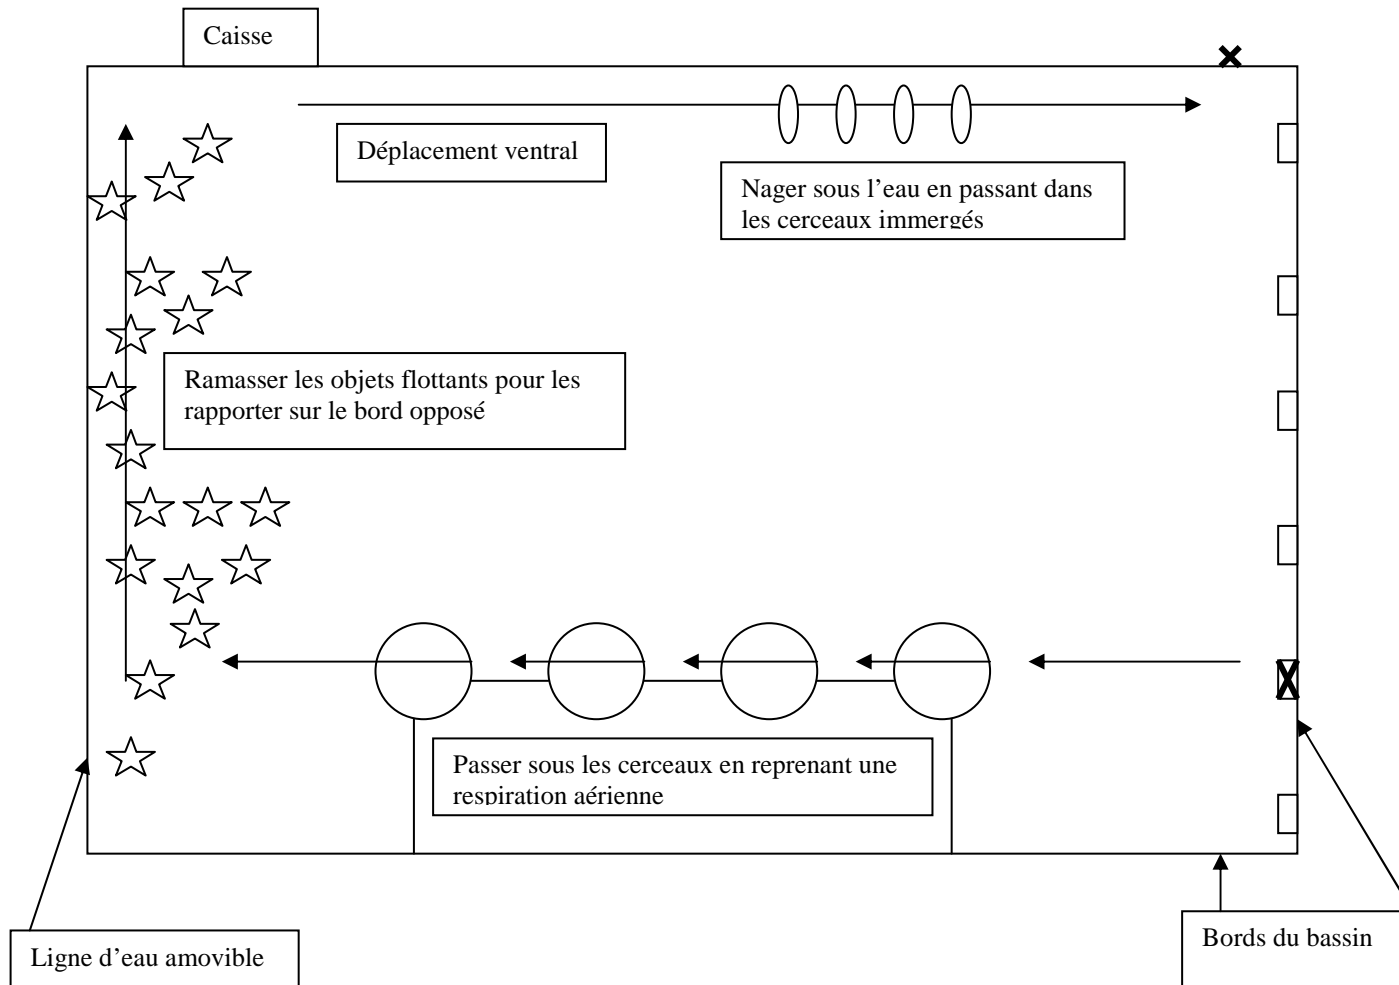 Caisse
Déplacement ventral
Nager sous l’eau en passant dans
les cerceaux immergés
Ramasser les objets flottants pour les
rapporter sur le bord opposé
Passer sous les cerceaux en reprenant une
respiration aérienne
Ligne d’eau amovible
Bords du bassin